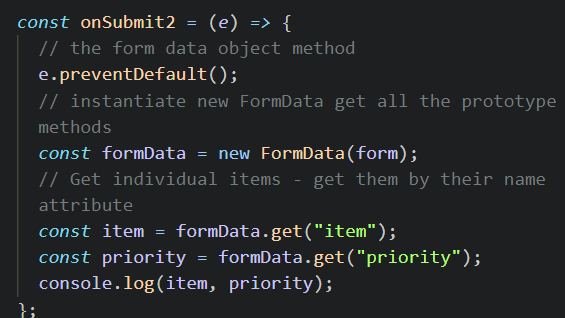 const onSubmit2 = (e) => {
// the form data object method
e.preventDefault();
// instantiate new FormData get all the prototype
methods
const formData = new FormData(form);
// Get individual items - get them by their name
attribute
const item = formData.get("item");
const priority = formData.get("priority");
console.log(item, priority);
};